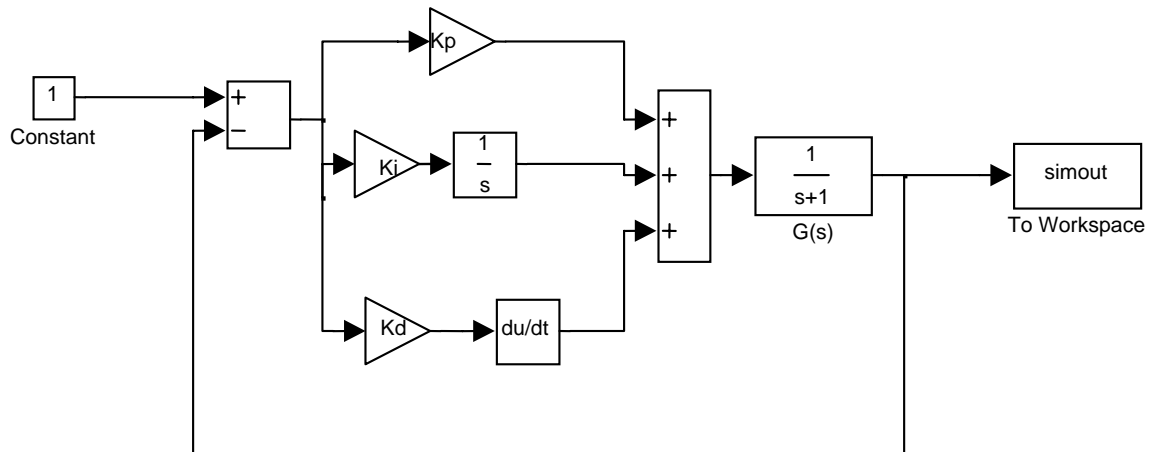 Kp
1
Constant
+
−
Ki
1
s
+
+
+
1
s+1
G(s)
simout
To Workspace
Kd
du/dt